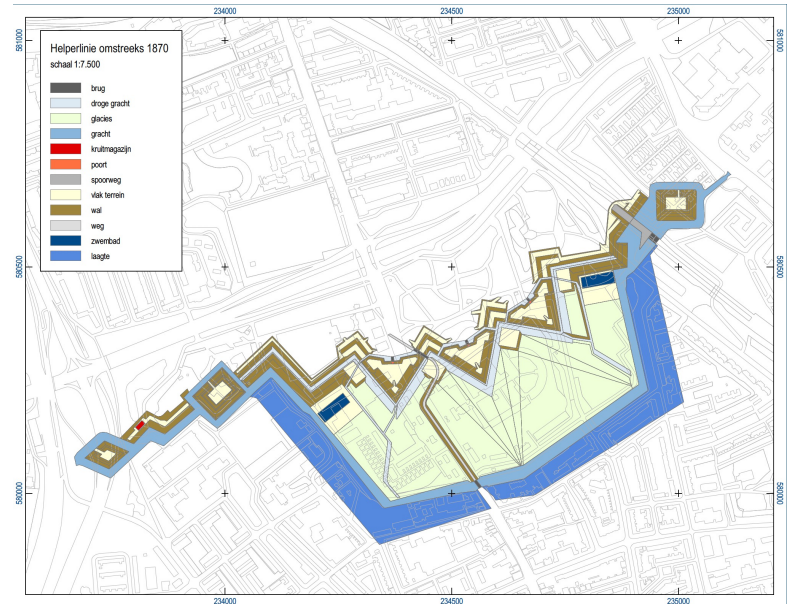 234000
234500
235000
581000
581000
Helperlinie omstreeks 1870
schaal 1:7.500
brug
droge gracht
glacies
gracht
kruitmagazijn
poort
spoorweg
vlak terrein
wal
weg
zwembad
laagte
580500
580500
580000
580000
234000
234500
235000